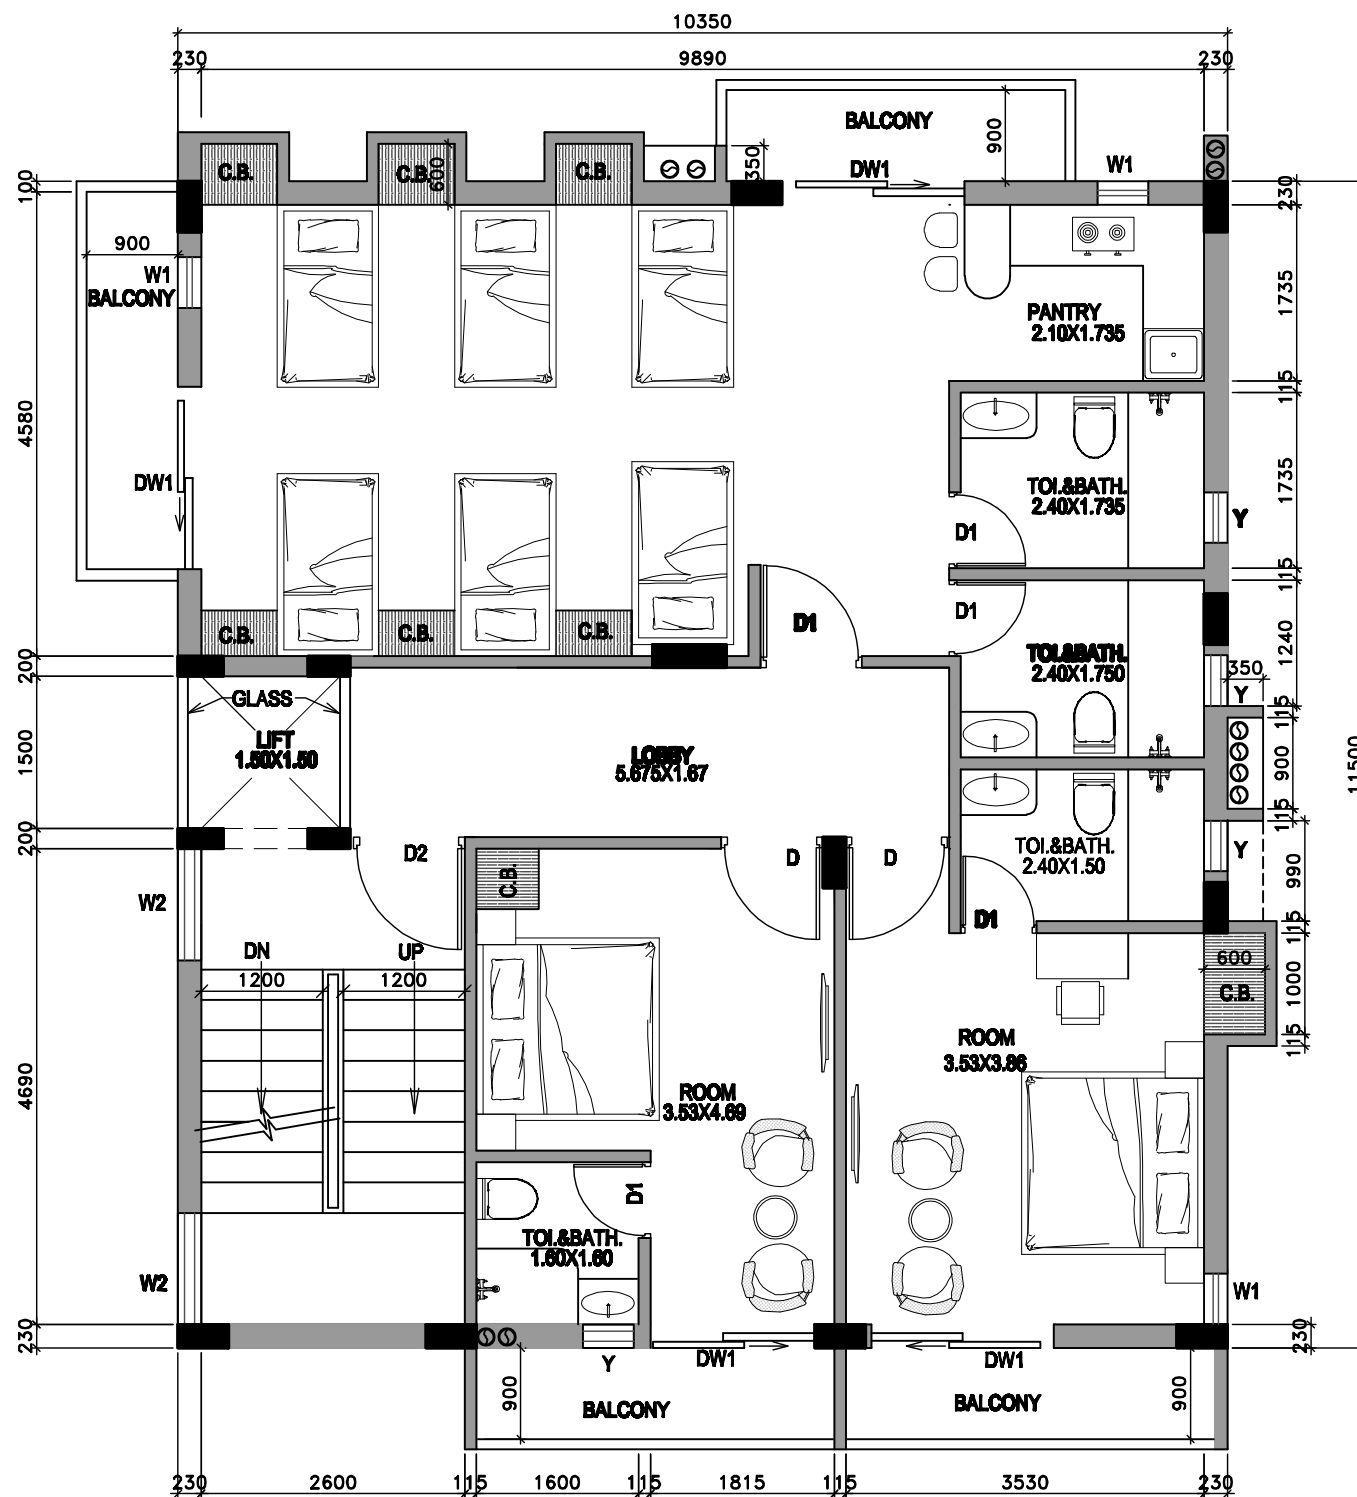 10350
230 9890 230
BALCONY
900
350
DW1
W1
C.B. C.B. C.B.
600
100
230
900
W1
BALCONY
1735
PANTRY
2.10X1.735
115
4580
DW1
TOI.&BATH.
2.40X1.735
1735
Y
D1
115
D1
D1
C.B. C.B. C.B.
TOI.&BATH.
2.40X1.750
1240
350
Y
200
GLASS
LIFT
1.50X1.50
LOBBY
5.675X1.67
115
1500
900
11500
115
200
D2
D
D
TOI.&BATH.
2.40X1.50
Y
990
C.B.
W2
D1
115
DN
UP
1200
1200
600
C.B.
1000
115
ROOM
3.53X3.86
4690
ROOM
3.53X4.69
D1
TOI.&BATH.
1.60X1.60
W2
W1
230
230
Y
DW1
DW1
900
BALCONY
BALCONY
900
230 2600 115 1600 115 1815 115 3530 230